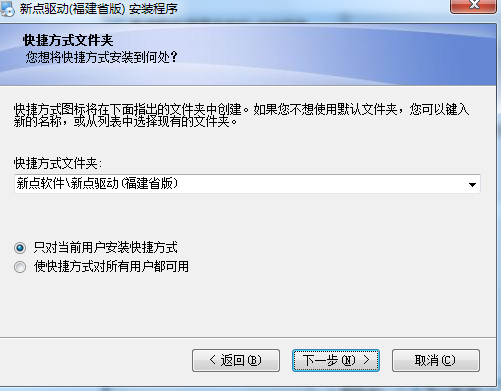 新点驱动(福建省版) 安装程序
快捷方式文件夹
您想将快捷方式安装到何处？
快捷方式图标将在下面指出的文件夹中创建。如果您不想使用默认文件夹，您可以键入
新的名称，或从列表中选择现有的文件夹。
快捷方式文件夹:
新点软件\新点驱动(福建省版)
只对当前用户安装快捷方式
使快捷方式对所有用户都可用
< 返回(B)
下一步(N) >
取消(C)